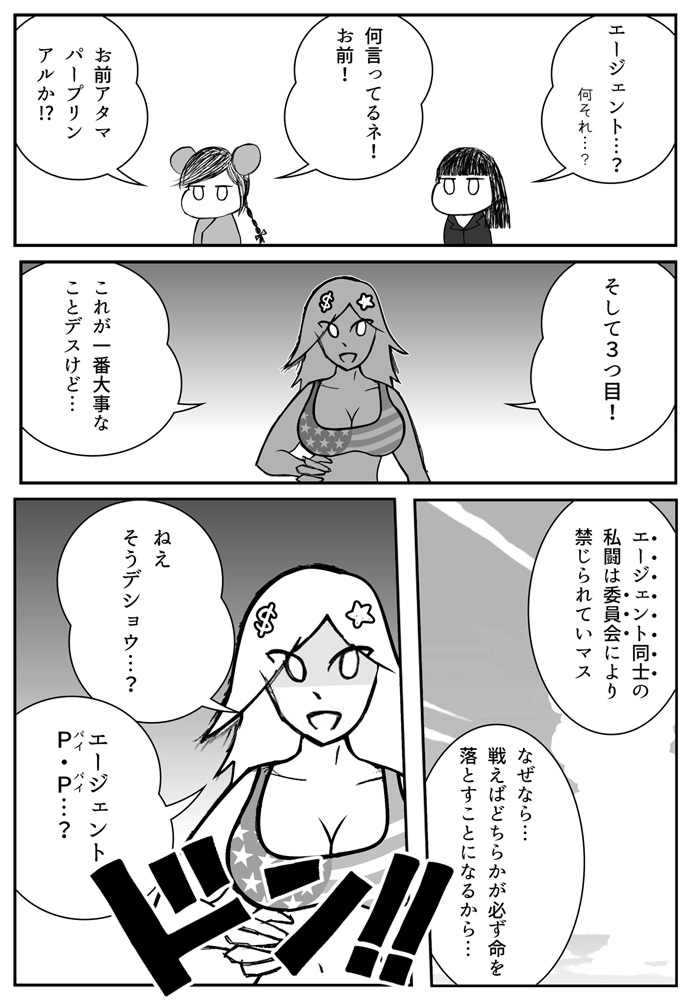 エージェント…？
何それ…？
何言ってるネ！
お前！
お前アタマ
パープリン
アルか⁉
そして３つ目！
これが一番大事な
ことデスけど…
エージェント同士の
私闘は委員会により
禁じられていマス
なぜなら…
戦えばどちらかが必ず命を
落とすことになるから…
ねえ
そうデショウ…？
エージェント
Ｐ・Ｐ…？
パイ パイ
ドン!!
$
$